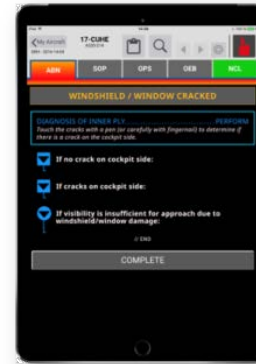 My Aircraft
17-CUHE
ABN
SOP
GPS
OEB
NCL
WINDSHIELD / WINDOW CRACKED
DIAGNOSIS OF INNER PLY PERFORM
Touch the cracks with a pen (or carefully with fingernail) to determine if
there is a crack on the cockpit side.
If no crack on cockpit side:
If cracks on cockpit side:
If visibility is insufficient for approach due to
windshield/window damage:
// END
COMPLETE